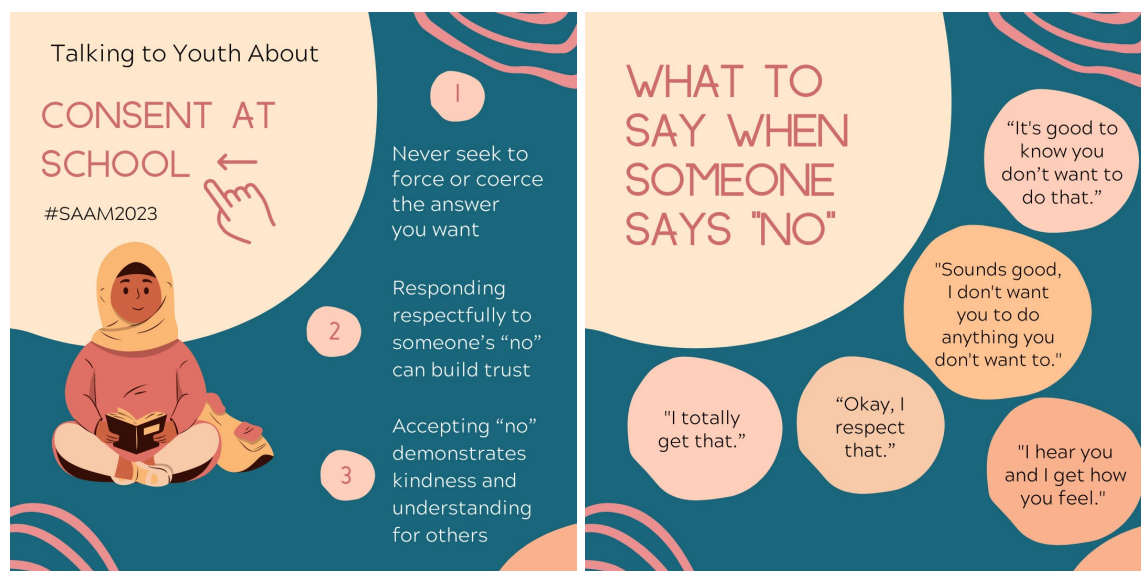 Talking to Youth About
CONSENT AT
SCHOOL
#SAAM2023
1
Never seek to
force or coerce
the answer
you want
2
Responding
respectfully to
someone’s “no”
can build trust
3
Accepting “no”
demonstrates
kindness and
understanding
for others
WHAT TO
SAY WHEN
SOMEONE
SAYS "NO"
“It's good to
know you
don’t want to
do that.”
"Sounds good,
I don't want
you to do
anything you
don't want to."
"I totally
get that.”
“Okay, I
respect
that.”
"I hear you
and I get how
you feel."